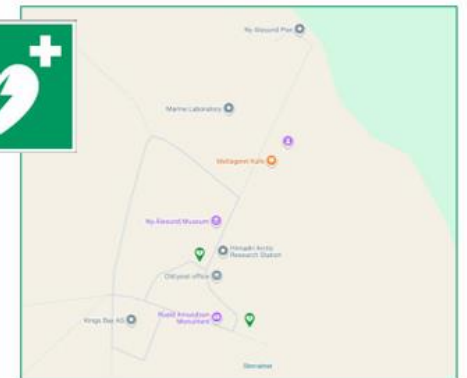 Ny-Ålesund Pier
Marine Laboratory
Mellageret Kafe
Ny-Ålesund Museum
Himadri Arctic
Research Station
Kings Bay AS
Roald Amundsen
Monument